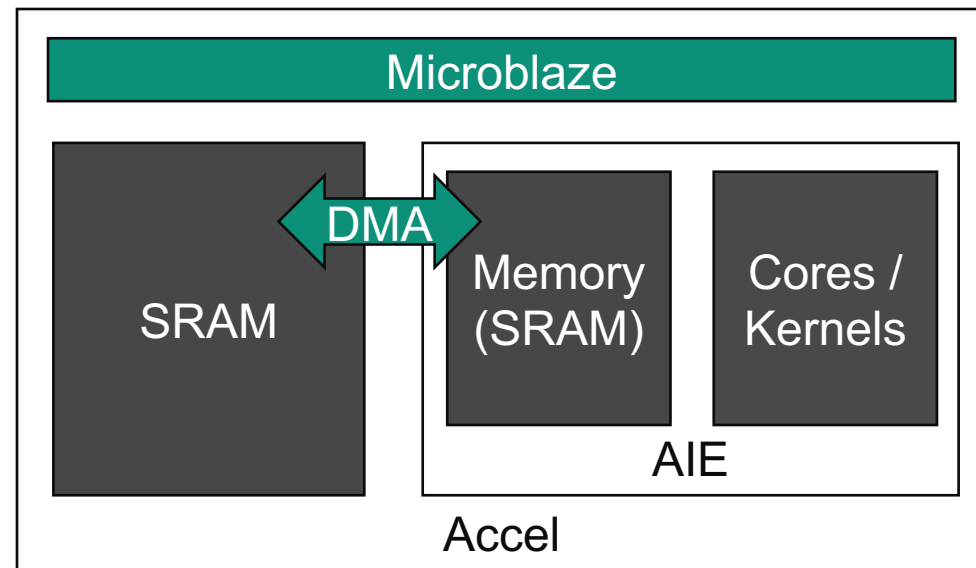 Microblaze
DMA
SRAM
Memory
(SRAM)
Cores /
Kernels
AIE
Accel